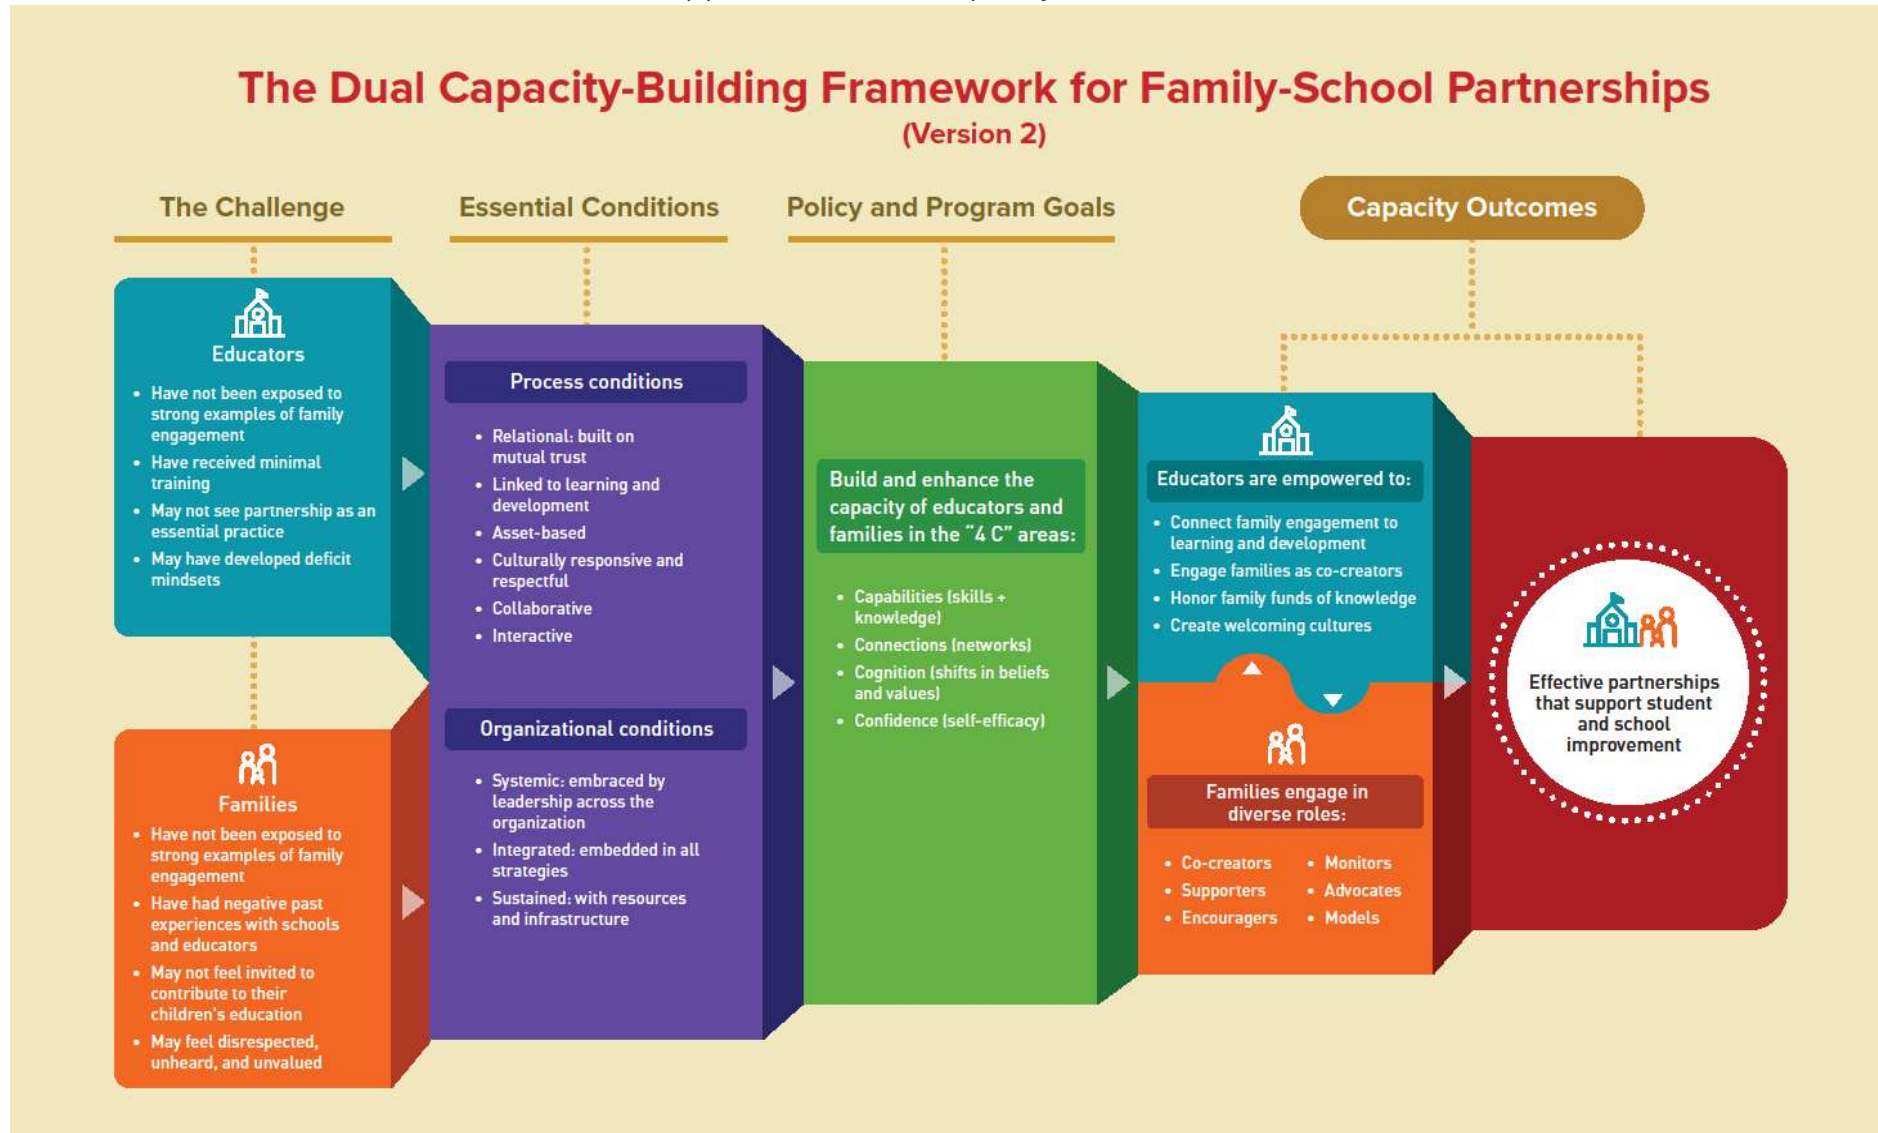 The Dual Capacity-Building Framework for Family-School Partnerships
(Version 2)
The Challenge
Essential Conditions
Policy and Program Goals
Capacity Outcomes
Educators
• Have not been exposed to
strong examples of family
engagement
• Have received minimal
training
• May not see partnership as an
essential practice
• May have developed deficit
mindsets
Families
• Have not been exposed to
strong examples of family
engagement
• Have had negative past
experiences with schools
and educators
• May not feel invited to
contribute to their
children's education
• May feel disrespected,
unheard, and unvalued
Process conditions
• Relational: built on
mutual trust
• Linked to learning and
development
• Asset-based
• Culturally responsive and
respectful
• Collaborative
• Interactive
Organizational conditions
• Systemic: embraced by
leadership across the
organization
• Integrated: embedded in all
strategies
• Sustained: with resources
and infrastructure
Build and enhance the
capacity of educators and
families in the “4 C” areas:
• Capabilities (skills +
knowledge)
• Connections (networks)
• Cognition (shifts in beliefs
and values)
• Confidence (self-efficacy)
Educators are empowered to:
• Connect family engagement to
learning and development
• Engage families as co-creators
• Honor family funds of knowledge
• Create welcoming cultures
Families engage in
diverse roles:
• Co-creators
• Supporters
• Encouragers
• Monitors
• Advocates
• Models
Effective partnerships
that support student
and school
improvement